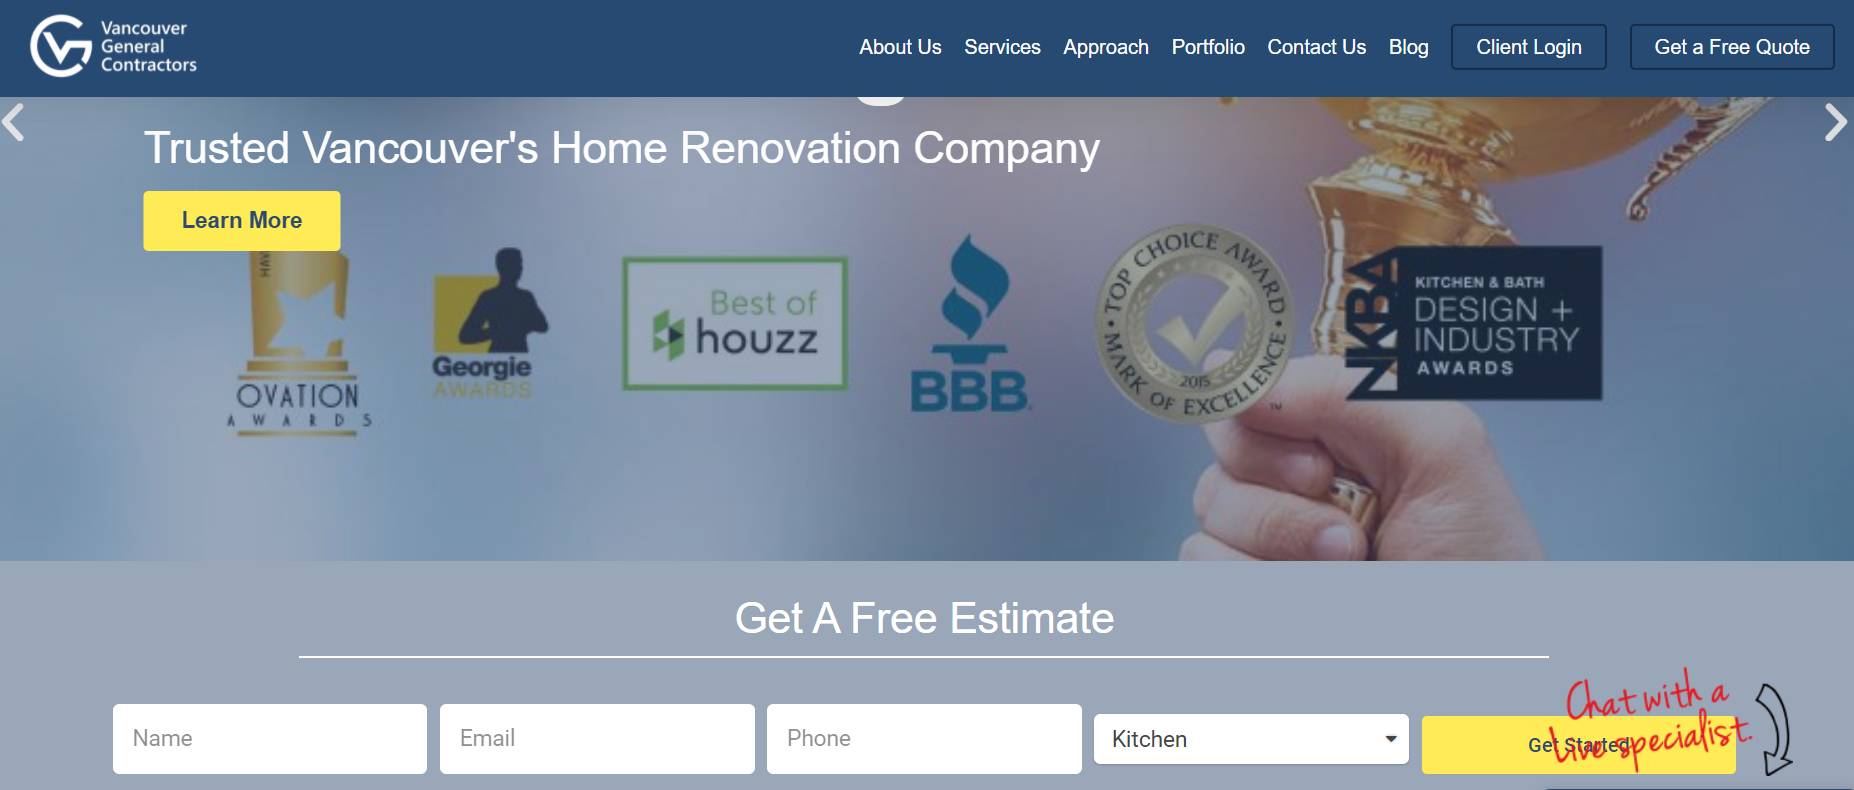 Vancouver
General
Contractors
About Us Services Approach Portfolio Contact Us Blog Client Login Get a Free Quote
Trusted Vancouver's Home Renovation Company
Learn More
HAV
OVATION
AWARDS
Georgie
AWARDS
Best of
houzz
BBB
TOP CHOICE AWARD
2015
MARK OF EXCELLENCE
TM
NKBA
KITCHEN & BATH
DESIGN +
INDUSTRY
AWARDS
Get A Free Estimate
Name Email Phone Kitchen Get Started
Chat with a
Live specialist.